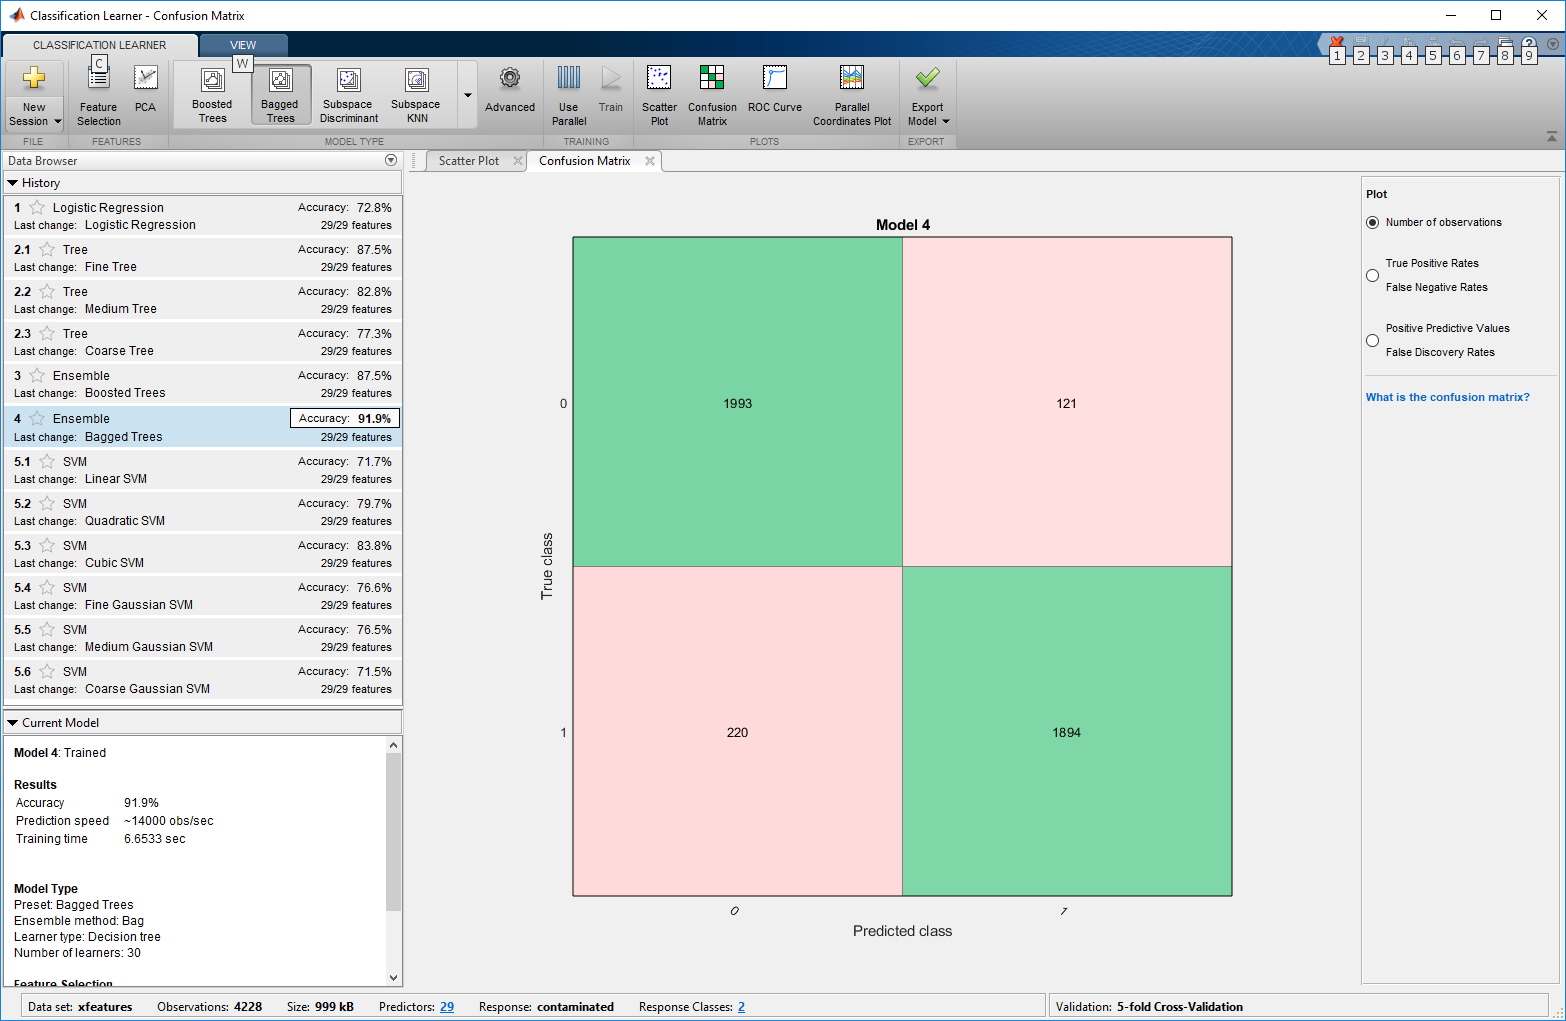 Classification Learner - Confusion Matrix
CLASSIFICATION LEARNER
VIEW
C
W
1 2 3 4 5 6 7 8 9
New Session
Feature Selection
PCA
Boosted Trees
Bagged Trees
Subspace Discriminant
Subspace KNN
Advanced
Use Parallel
Train
Scatter Plot
Confusion Matrix
ROC Curve
Parallel Coordinates Plot
Export Model
FILE
FEATURES
MODEL TYPE
TRAINING
PLOTS
EXPORT
Data Browser
History
1 Logistic Regression Accuracy: 72.8%
Last change: Logistic Regression 29/29 features
2.1 Tree Accuracy: 87.5%
Last change: Fine Tree 29/29 features
2.2 Tree Accuracy: 82.8%
Last change: Medium Tree 29/29 features
2.3 Tree Accuracy: 77.3%
Last change: Coarse Tree 29/29 features
3 Ensemble Accuracy: 87.5%
Last change: Boosted Trees 29/29 features
4 Ensemble Accuracy: 91.9%
Last change: Bagged Trees 29/29 features
5.1 SVM Accuracy: 71.7%
Last change: Linear SVM 29/29 features
5.2 SVM Accuracy: 79.7%
Last change: Quadratic SVM 29/29 features
5.3 SVM Accuracy: 83.8%
Last change: Cubic SVM 29/29 features
5.4 SVM Accuracy: 76.6%
Last change: Fine Gaussian SVM 29/29 features
5.5 SVM Accuracy: 76.5%
Last change: Medium Gaussian SVM 29/29 features
5.6 SVM Accuracy: 71.5%
Last change: Coarse Gaussian SVM 29/29 features
Current Model
Model 4: Trained
Results
Accuracy 91.9%
Prediction speed ~14000 obs/sec
Training time 6.6533 sec
Model Type
Preset: Bagged Trees
Ensemble method: Bag
Learner type: Decision tree
Number of learners: 30
Feature Selection
Scatter Plot
Confusion Matrix
Model 4
0 1993 121
True class
1 220 1894
0 1
Predicted class
Plot
Number of observations
True Positive Rates
False Negative Rates
Positive Predictive Values
False Discovery Rates
What is the confusion matrix?
Data set: xfeatures Observations: 4228 Size: 999 kB Predictors: 29 Response: contaminated Response Classes: 2
Validation: 5-fold Cross-Validation